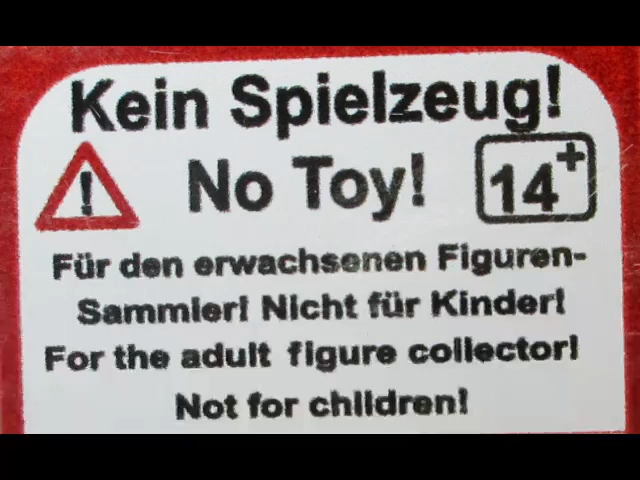 Kein Spielzeug!
No Toy! 14+
Für den erwachsenen Figuren-
Sammler! Nicht für Kinder!
For the adult figure collector!
Not for children!